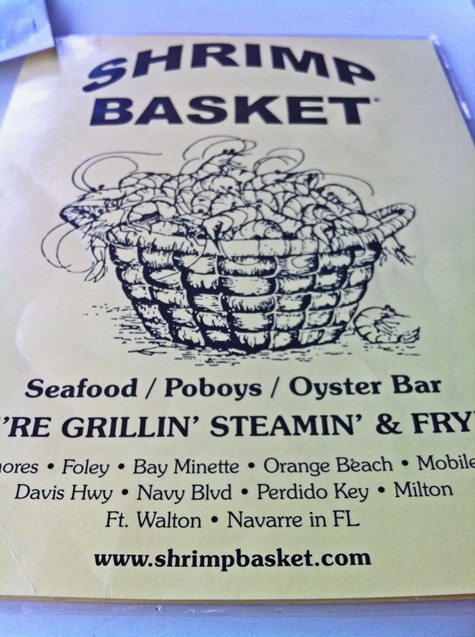 SHRIMP
BASKET®
Seafood / Poboys / Oyster Bar
'RE GRILLIN' STEAMIN' & FRY
ores • Foley • Bay Minette • Orange Beach • Mobile
Davis Hwy • Navy Blvd • Perdido Key • Milton
Ft. Walton • Navarre in FL
www.shrimpbasket.com